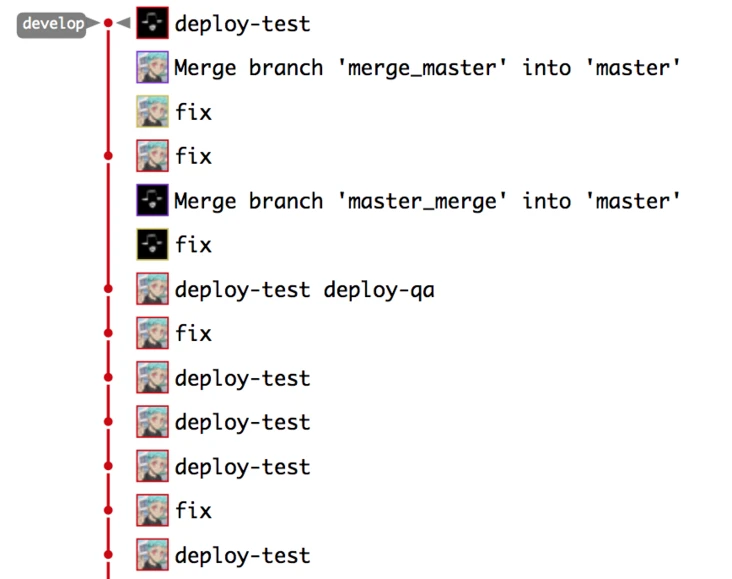 develop
deploy-test
Merge branch 'merge_master' into 'master'
fix
fix
Merge branch 'master_merge' into 'master'
fix
deploy-test deploy-qa
fix
deploy-test
deploy-test
deploy-test
fix
deploy-test